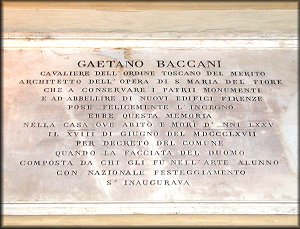 GAETANO BACCANI
CAVALIERE DELL'ORDINE TOSCANO DEL MERITO
ARCHITETTO DELL'OPERA DI S MARIA DEL FIORE
CHE A CONSERVARE I PATRII MONUMENTI
E AD ABBELLIRE DI NUOVI EDIFICI FIRENZE
POSE FELICEMENTE L'INGEGNO
EBBE QUESTA MEMORIA
NELLA CASA OVE ABITÒ E MORÌ D'ANNI LXXV
IL XVIII DI GIUGNO DEL MDCCCLXVII
PER DECRETO DEL COMUNE
QUANDO LA FACCIATA DEL DUOMO
COMPOSTA DA CHI GLI FU NELL'ARTE ALUNNO
CON NAZIONALE FESTEGGIAMENTO
S'INAUGURAVA